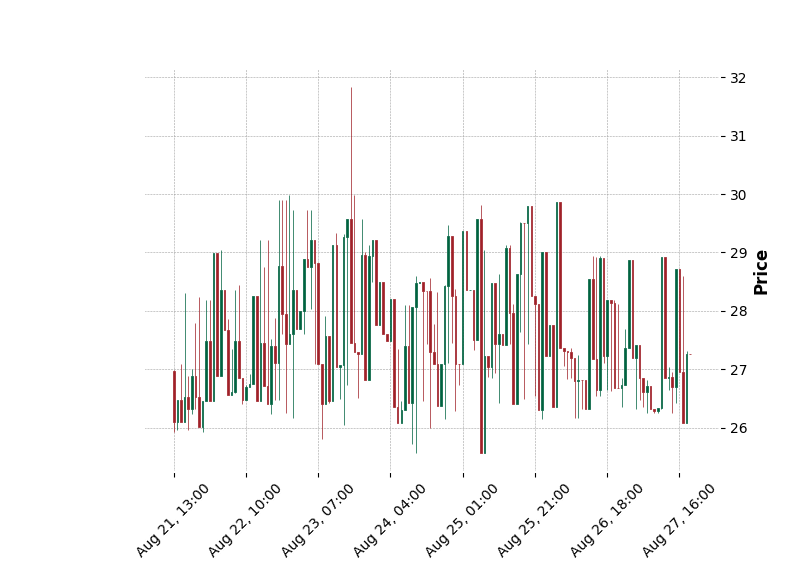 32
31
30
29
28
27
26
Price
Aug 21, 13:00
Aug 22, 10:00
Aug 23, 07:00
Aug 24, 04:00
Aug 25, 01:00
Aug 25, 21:00
Aug 26, 18:00
Aug 27, 16:00